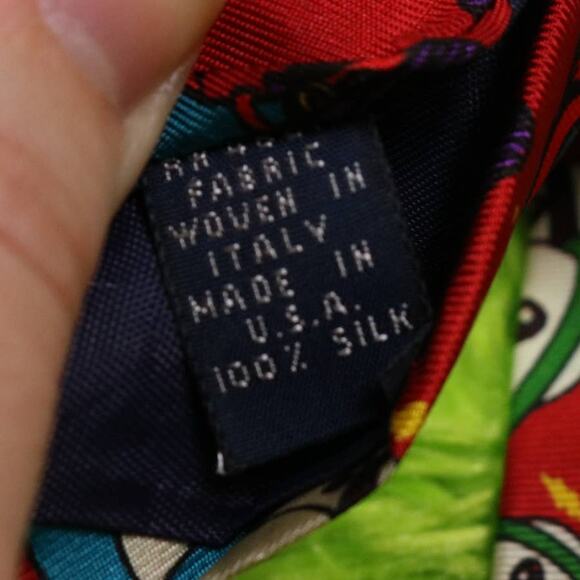 FABRIC
WOVEN IN
ITALY
MADE IN
U.S.A.
100% SILK